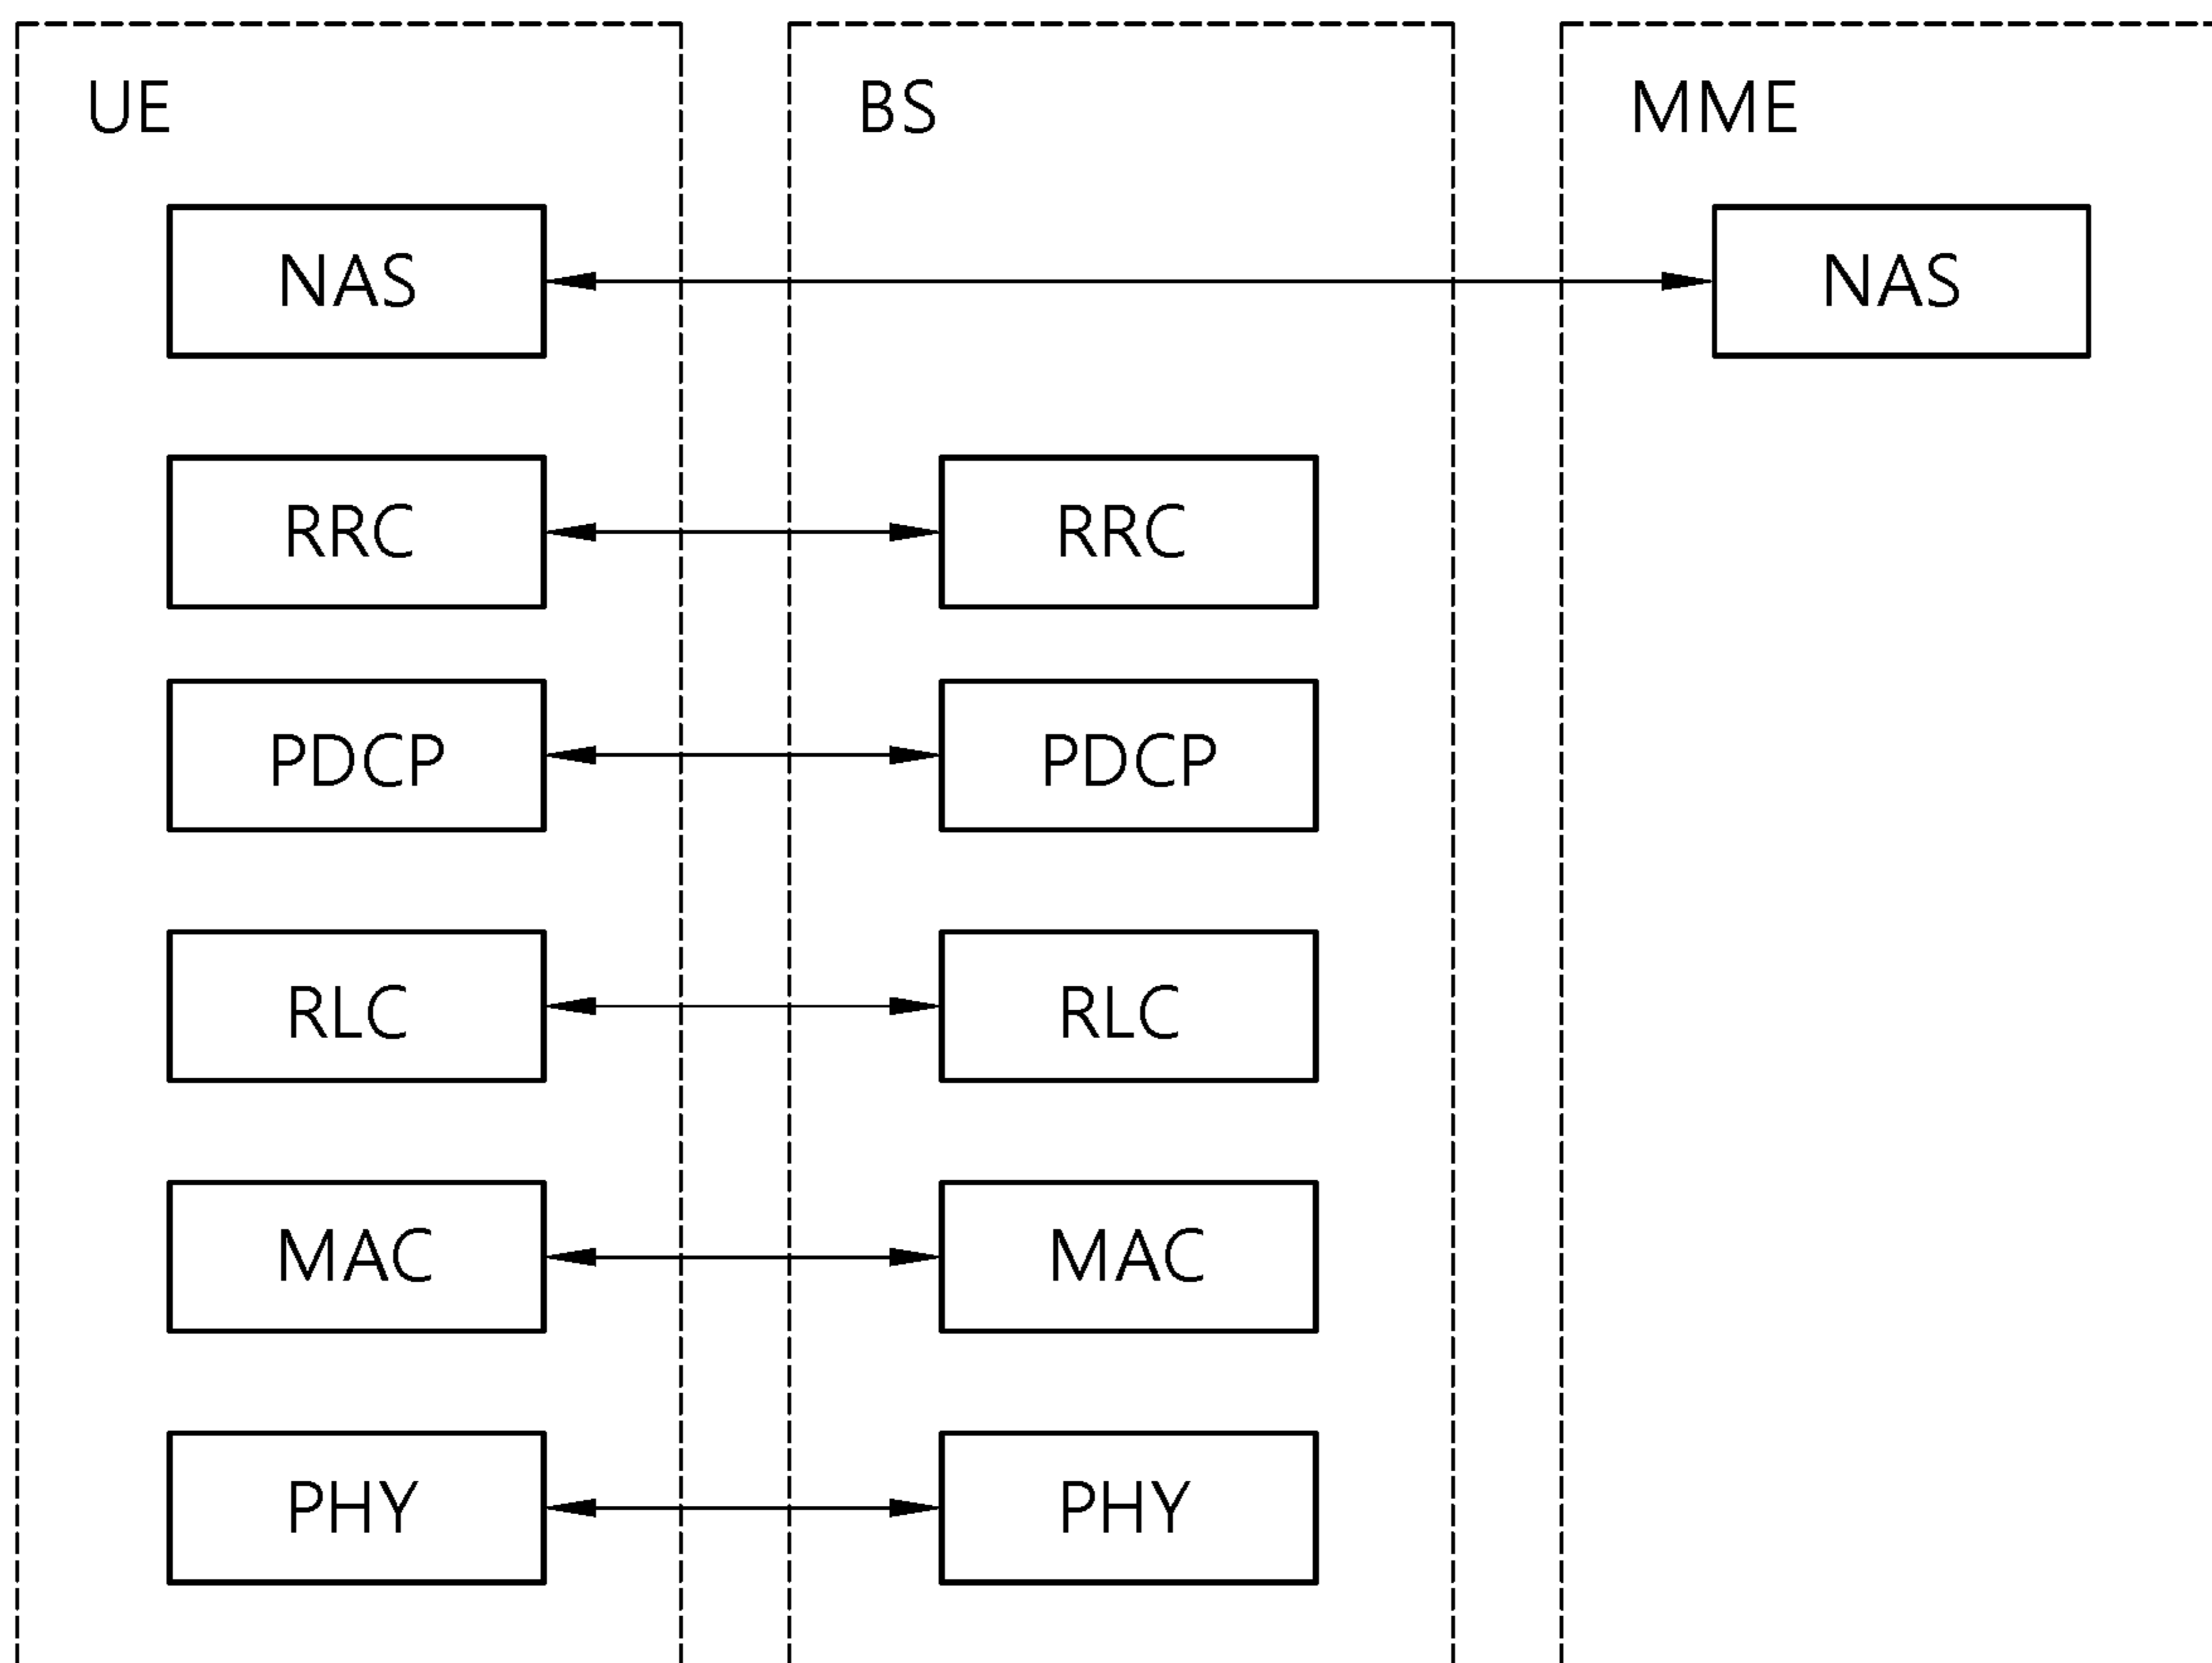 UE BS MME
NAS NAS
RRC RRC
PDCP PDCP
RLC RLC
MAC MAC
PHY PHY